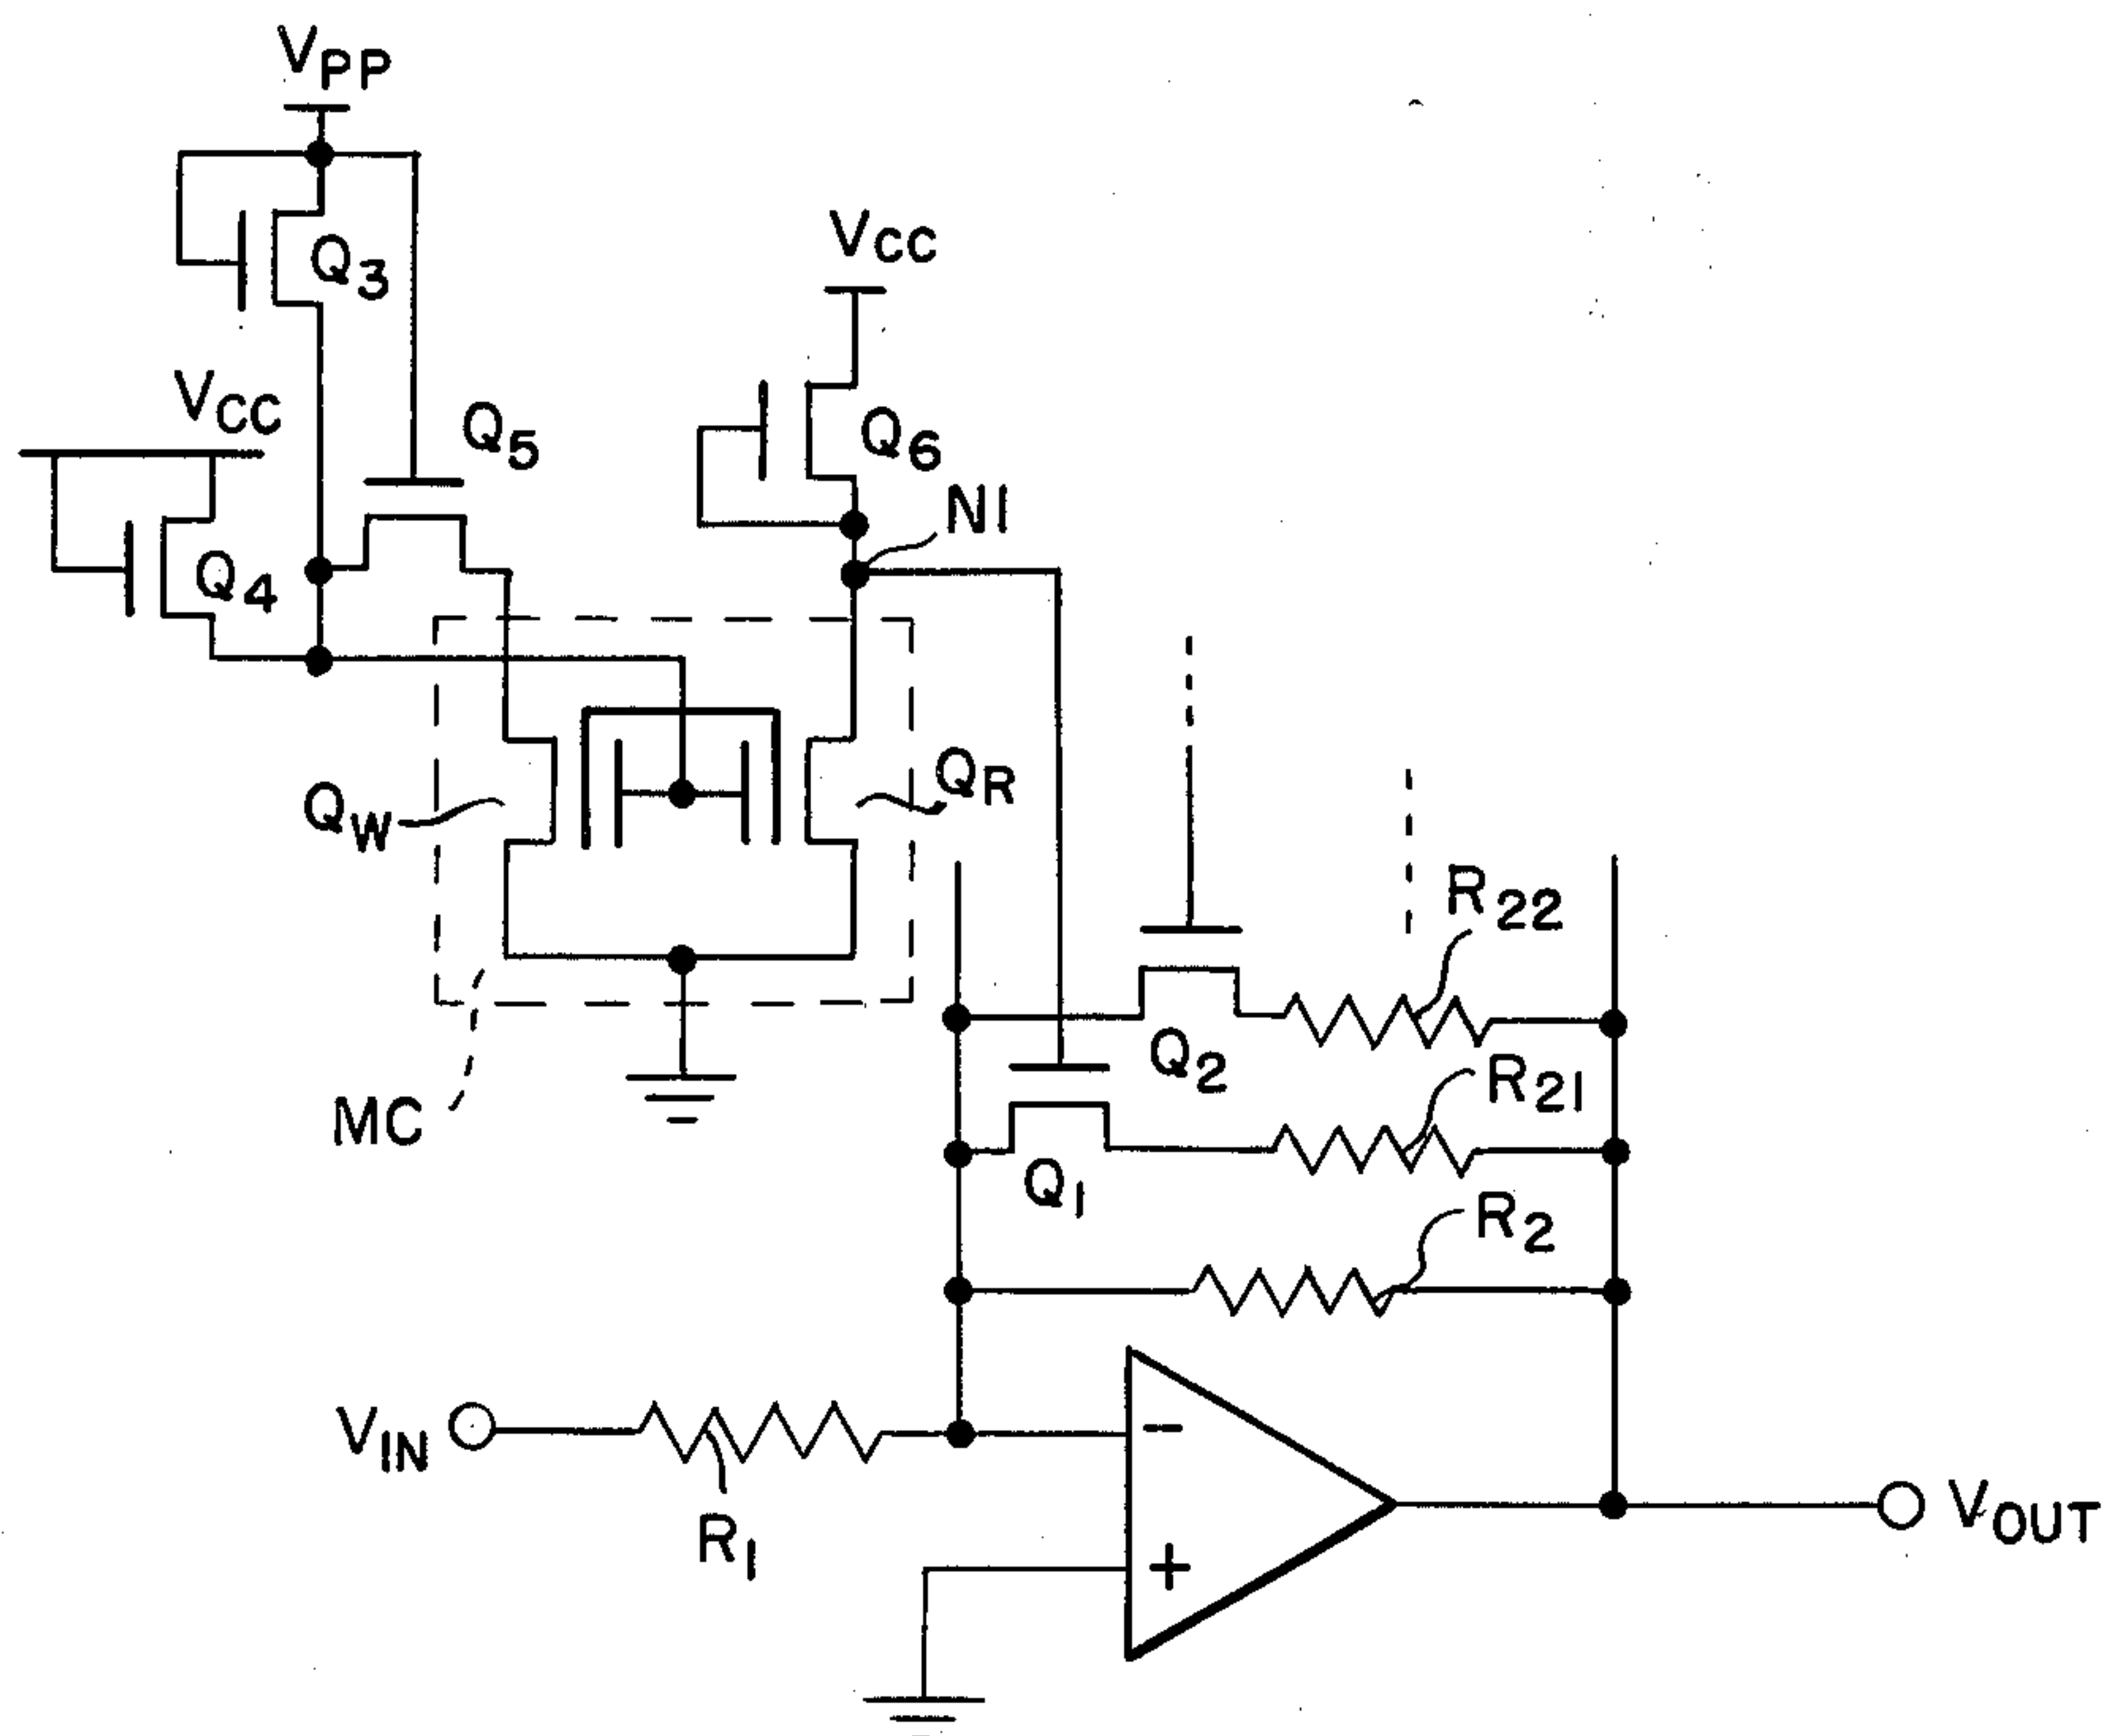 VPP
Q3
VCC
VCC
Q5
Q6
N1
Q4
QW
QR
R22
Q2
R21
MC
Q1
R2
VIN
-
R1
+
VOUT